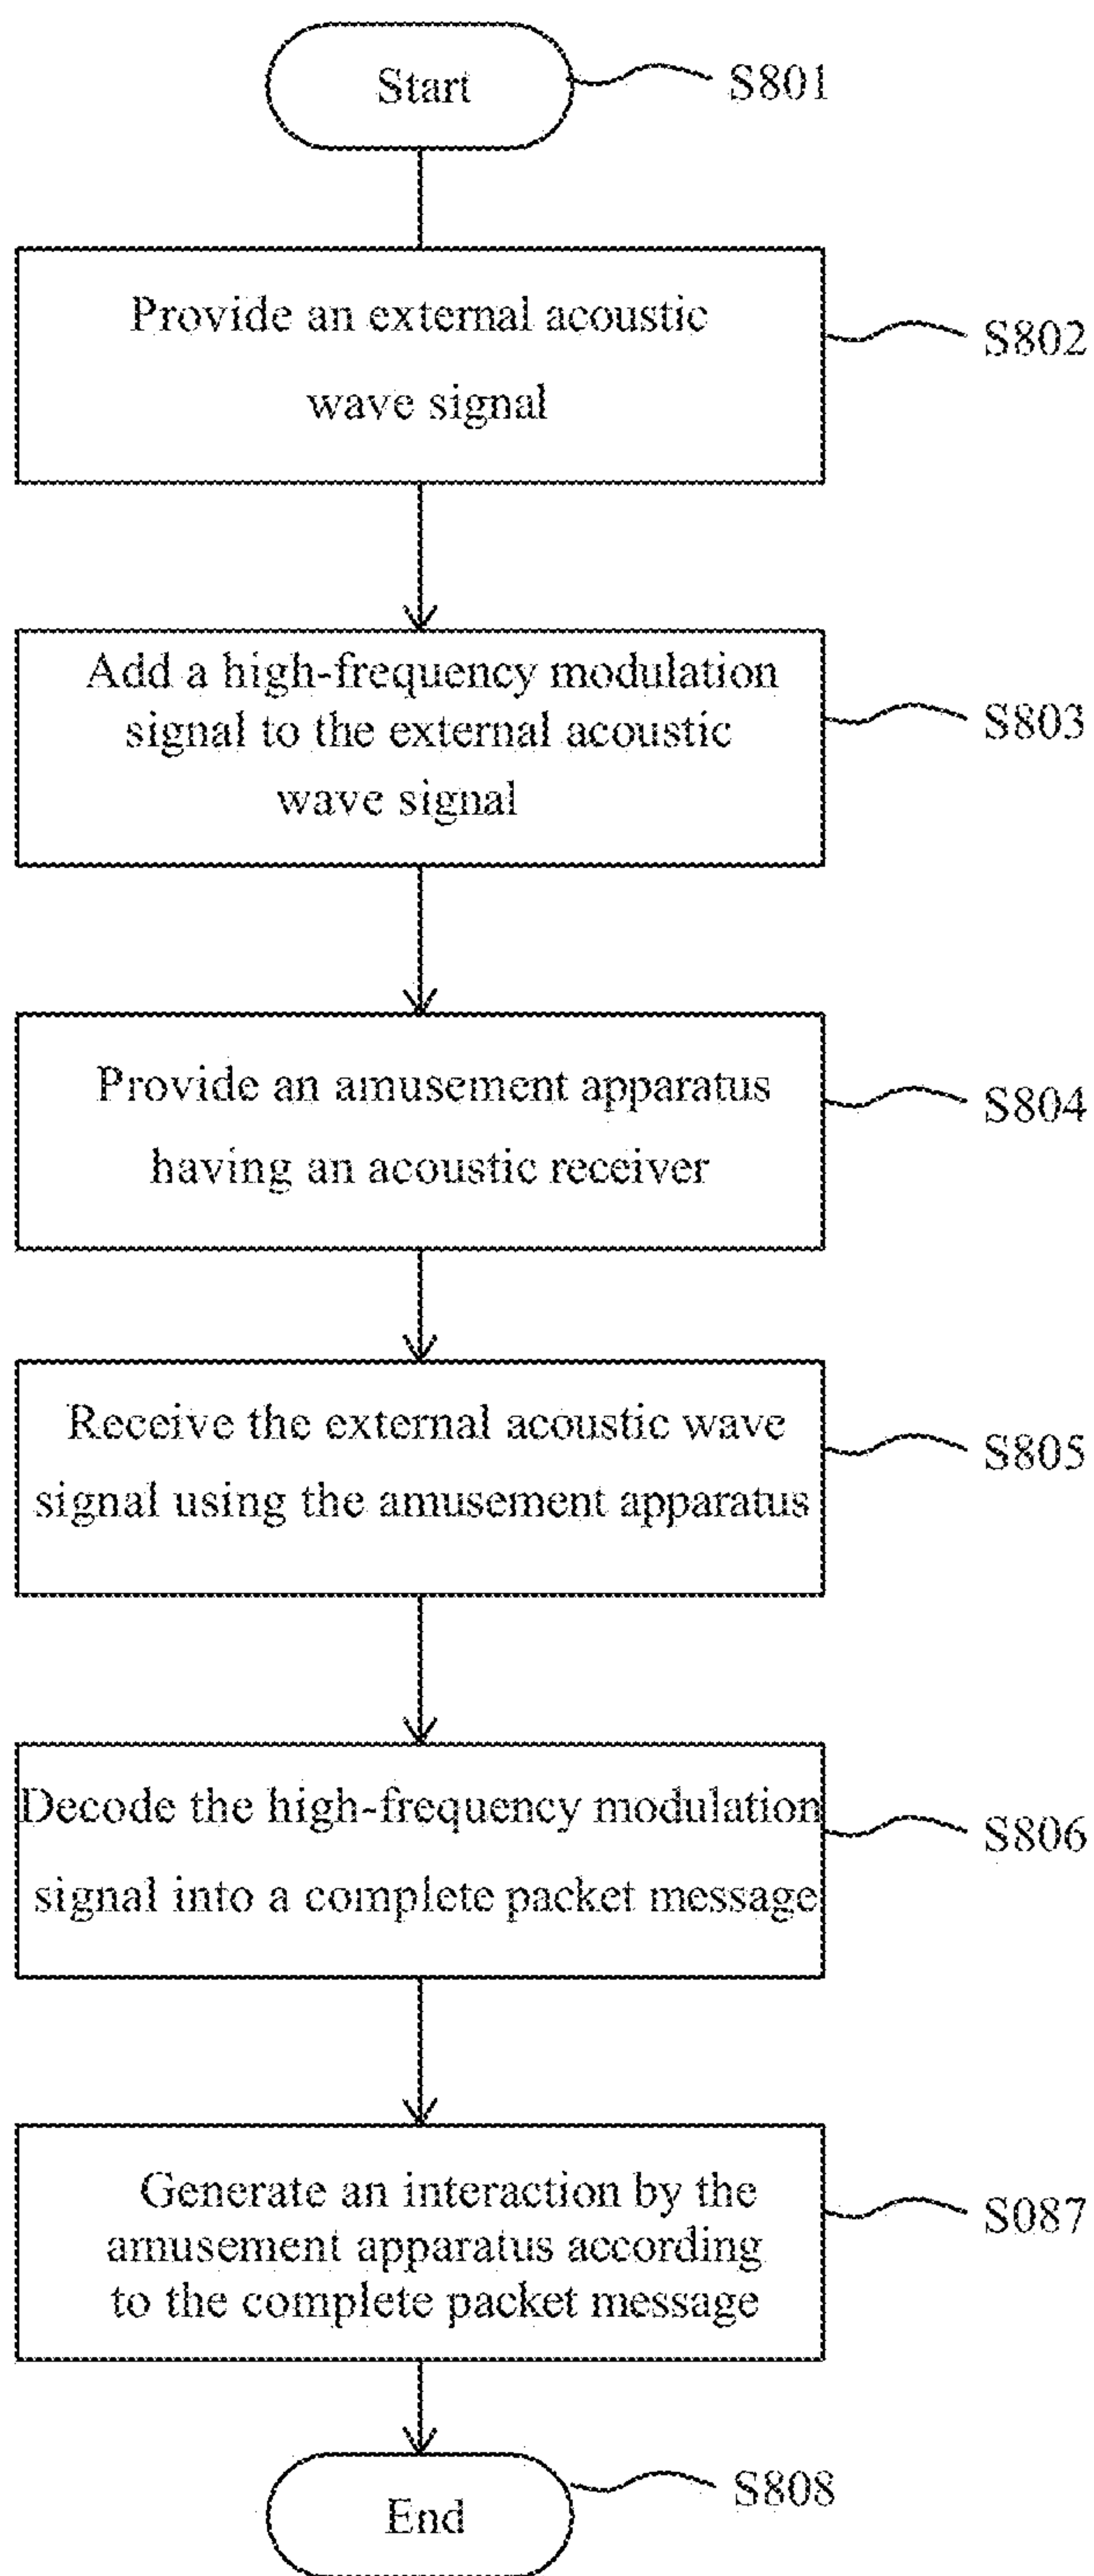 Start
S801
Provide an external acoustic
wave signal
S802
Add a high-frequency modulation
signal to the external acoustic
wave signal
S803
Provide an amusement apparatus
having an acoustic receiver
S804
Receive the external acoustic wave
signal using the amusement apparatus
S805
Decode the high-frequency modulation
signal into a complete packet message
S806
Generate an interaction by the
amusement apparatus according
to the complete packet message
S087
End
S808